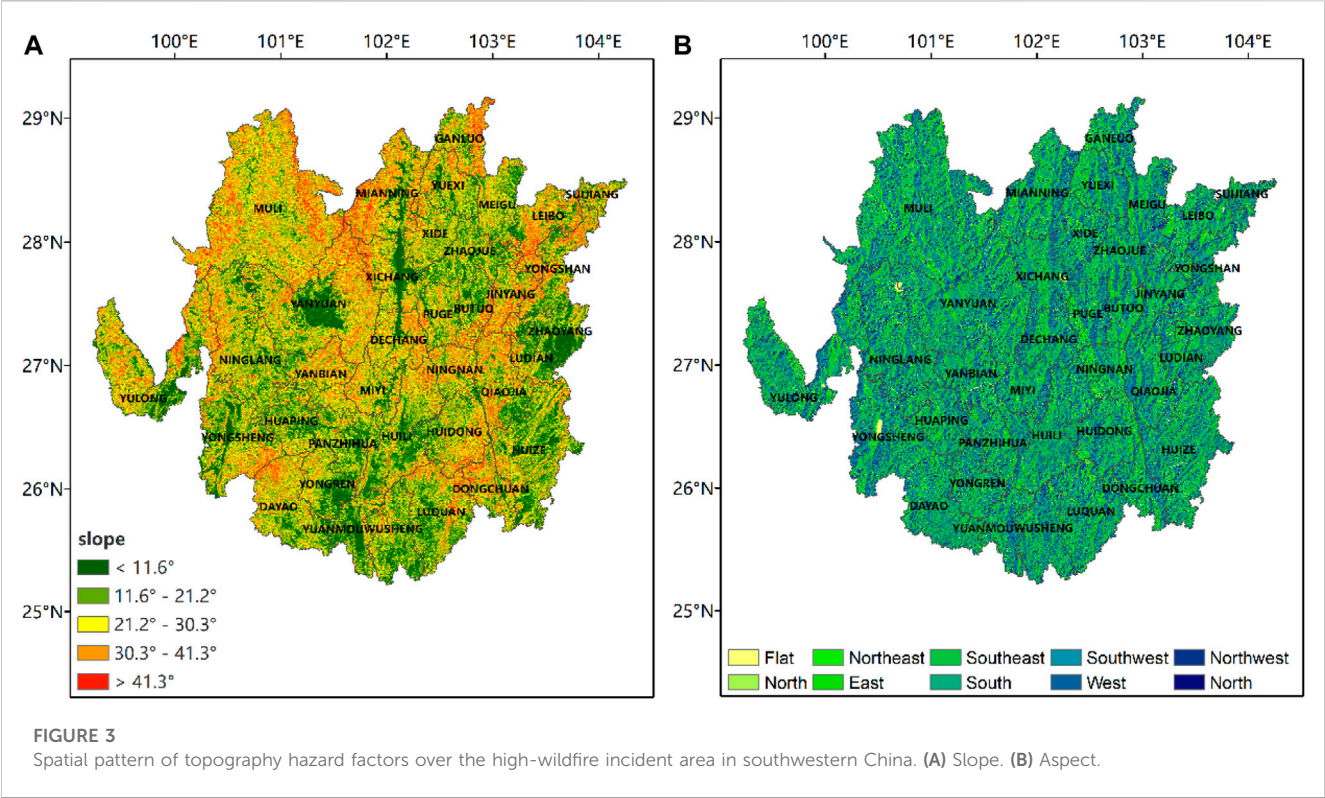 A
100°E 101°E 102°E 103°E 104°E
29°N
28°N
27°N
26°N
25°N
GANLUO
MIANNING
YUEXI
MULI
MEIGU
SUIJIANG
LEIBO
XIDE
ZHAOJUE
XICHANG
YONGSHAN
YANYUAN
JINYANG
PUGE
BUTUO
DECHANG
ZHAOYANG
NINGLANG
LUDIAN
YANBIAN
NINGNAN
YULONG
MIYI
QIAOJIA
HUAPING
YONGSHENG
PANZHIHUA
HUILI
HUIDONG
HUIZE
YONGREN
DONGCHUAN
DAYAO
LUQUAN
YUANMOU
WUSHENG
slope
< 11.6°
11.6° - 21.2°
21.2° - 30.3°
30.3° - 41.3°
> 41.3°
B
100°E 101°E 102°E 103°E 104°E
29°N
28°N
27°N
26°N
25°N
GANLUO
MIANNING
YUEXI
MULI
MEIGU
SUIJIANG
LEIBO
XIDE
ZHAOJUE
XICHANG
YONGSHAN
YANYUAN
JINYANG
PUGE
BUTUO
DECHANG
ZHAOYANG
NINGLANG
LUDIAN
YANBIAN
NINGNAN
YULONG
MIYI
QIAOJIA
HUAPING
YONGSHENG
PANZHIHUA
HUILI
HUIDONG
HUIZE
YONGREN
DONGCHUAN
DAYAO
LUQUAN
YUANMOU
WUSHENG
Flat Northeast Southeast Southwest Northwest
North East South West North
FIGURE 3
Spatial pattern of topography hazard factors over the high-wildfire incident area in southwestern China. (A) Slope. (B) Aspect.